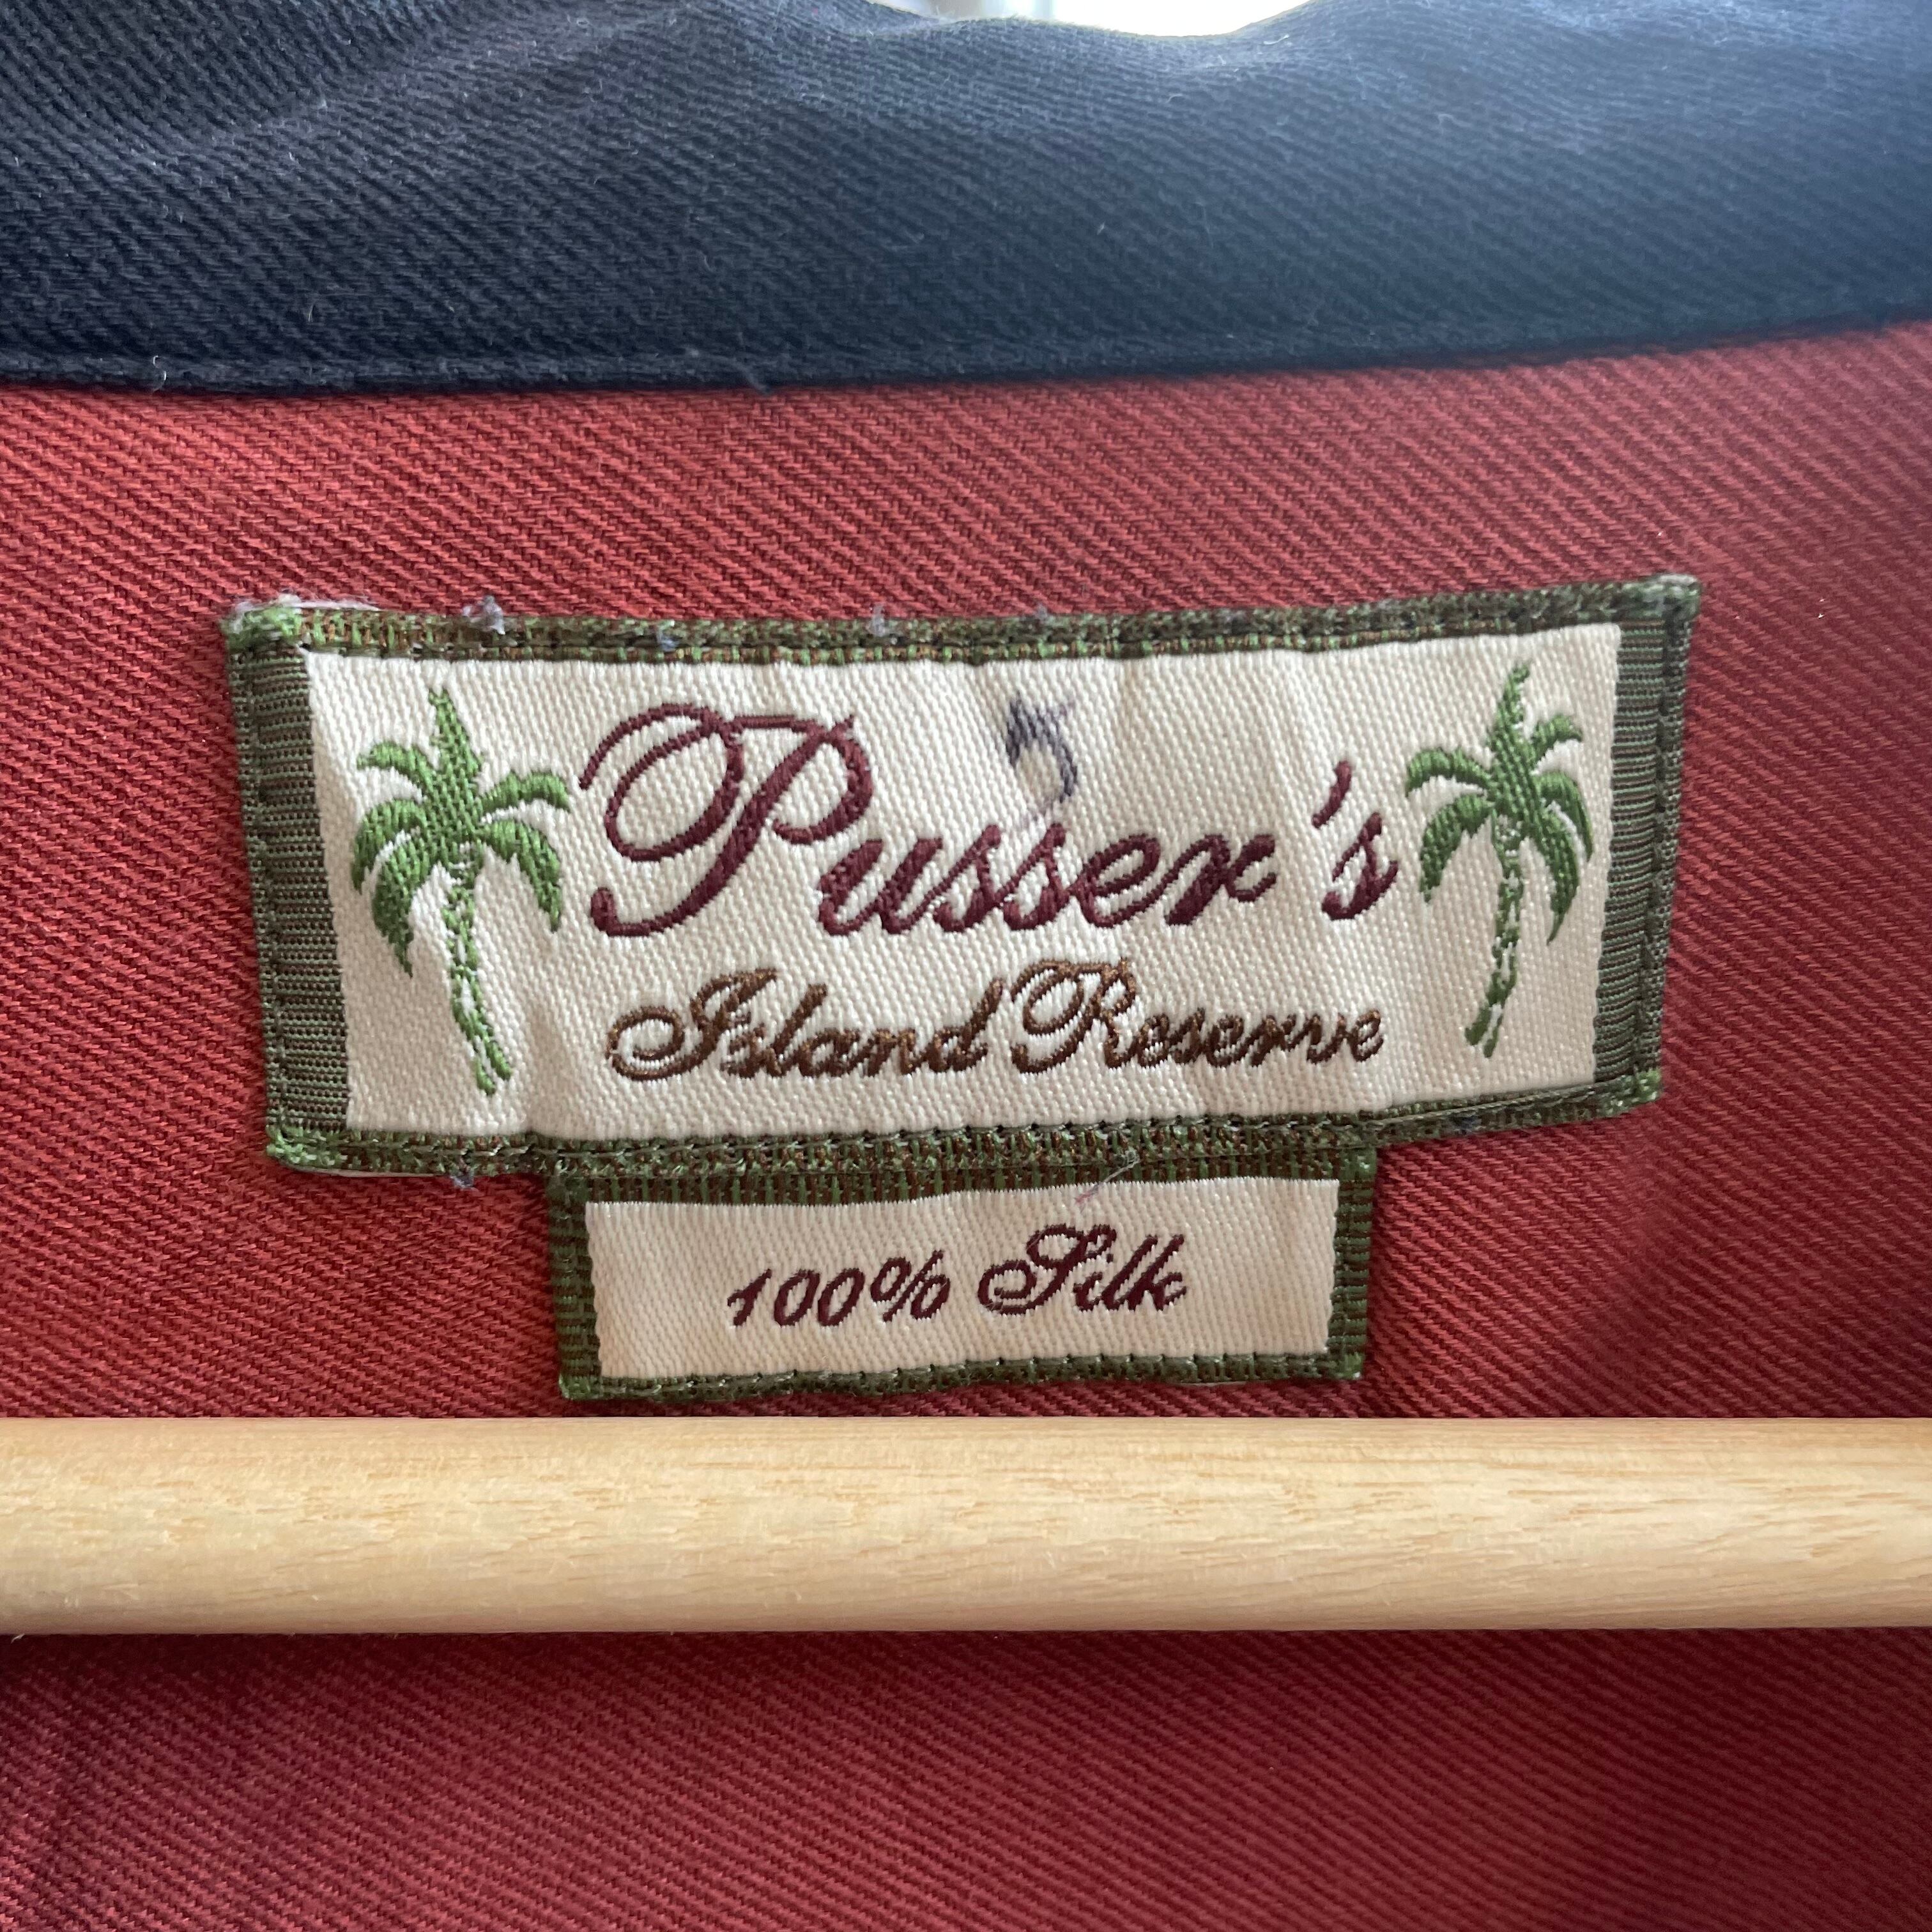 Pusser's
Island Reserve
100% Silk